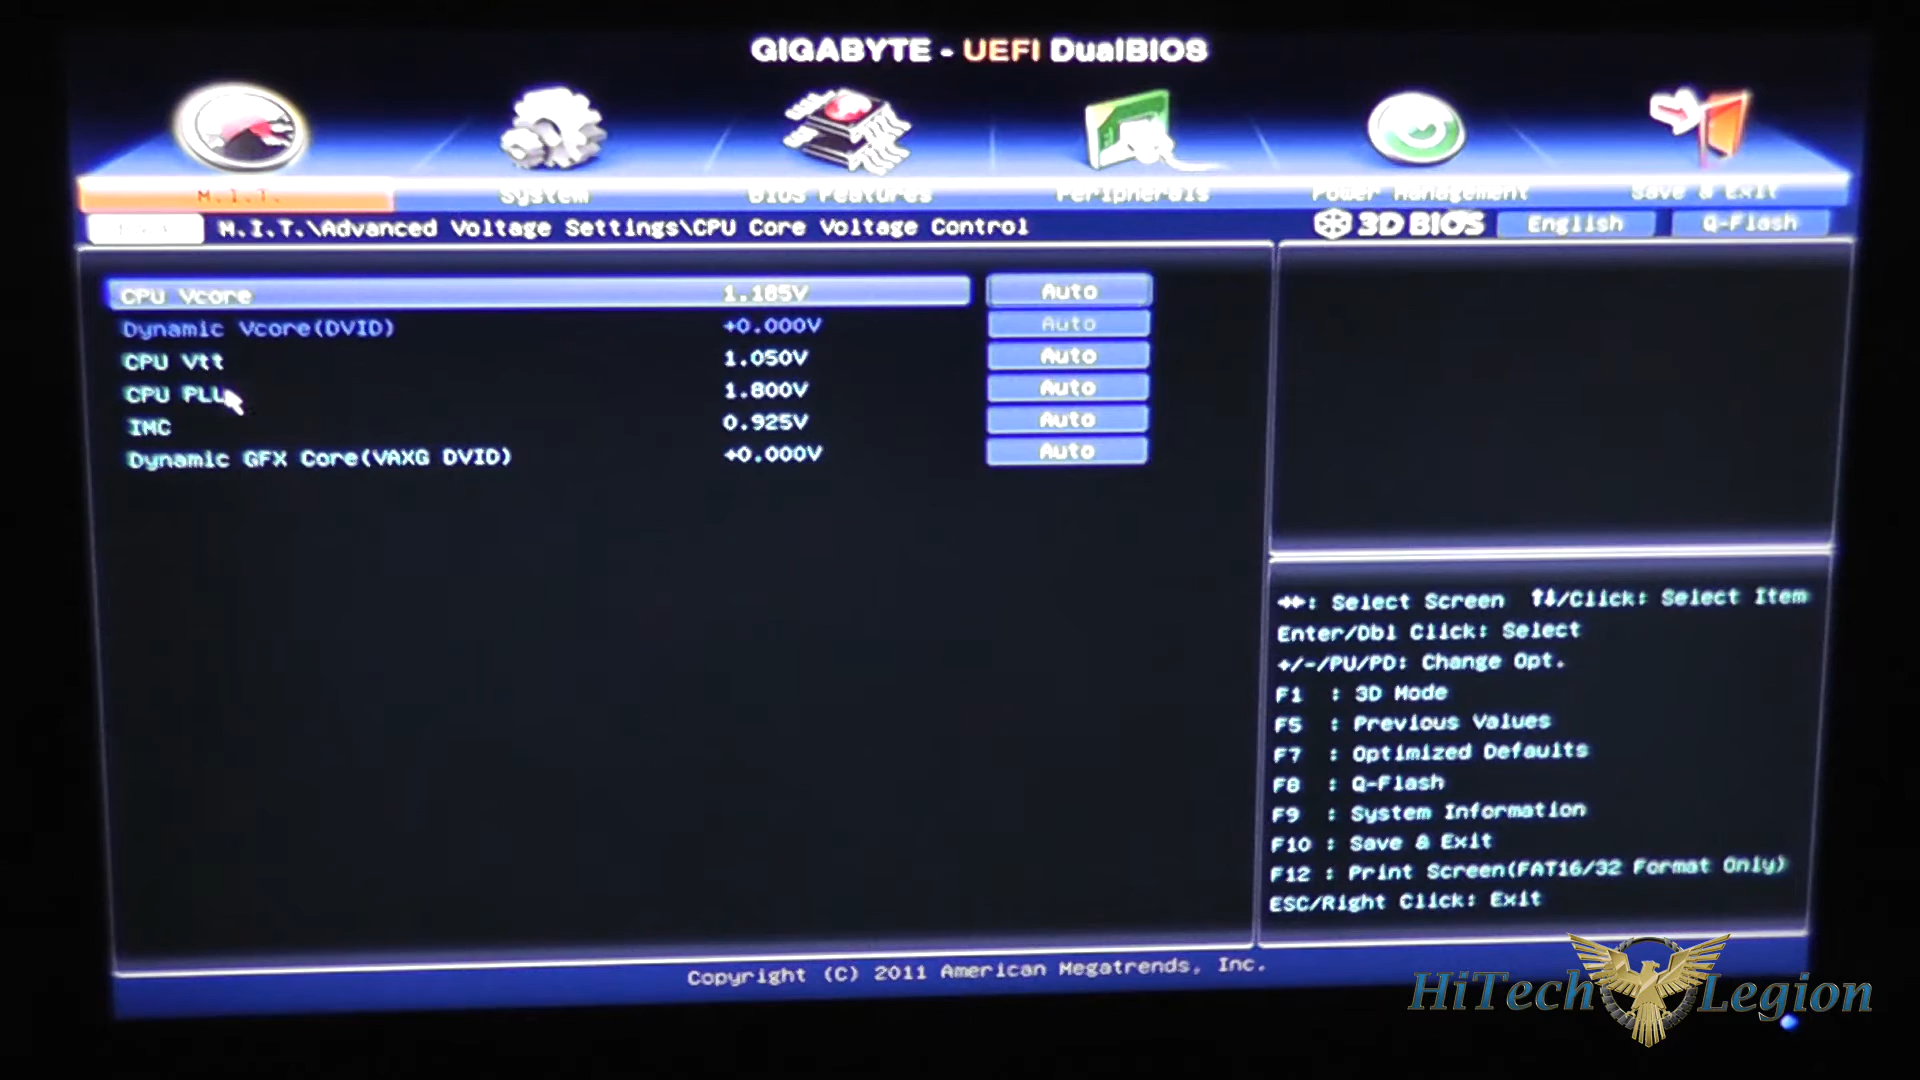 GIGABYTE - UEFI DualBIOS
M.I.T. System BIOS Features Peripherals Power Management Save & Exit
M.I.T.\Advanced Voltage Settings\CPU Core Voltage Control 3D BIOS English Q-Flash
CPU Vcore 1.185V Auto
Dynamic Vcore(DVID) +0.000V Auto
CPU Vtt 1.050V Auto
CPU PLL 1.800V Auto
IMC 0.925V Auto
Dynamic GFX Core(VAXG DVID) +0.000V Auto
→←: Select Screen ↑↓/Click: Select Item
Enter/Dbl Click: Select
+/-/PU/PD: Change Opt.
F1 : 3D Mode
F5 : Previous Values
F7 : Optimized Defaults
F8 : Q-Flash
F9 : System Information
F10 : Save & Exit
F12 : Print Screen(FAT16/32 Format Only)
ESC/Right Click: Exit
Copyright (C) 2011 American Megatrends, Inc.
HiTech Legion